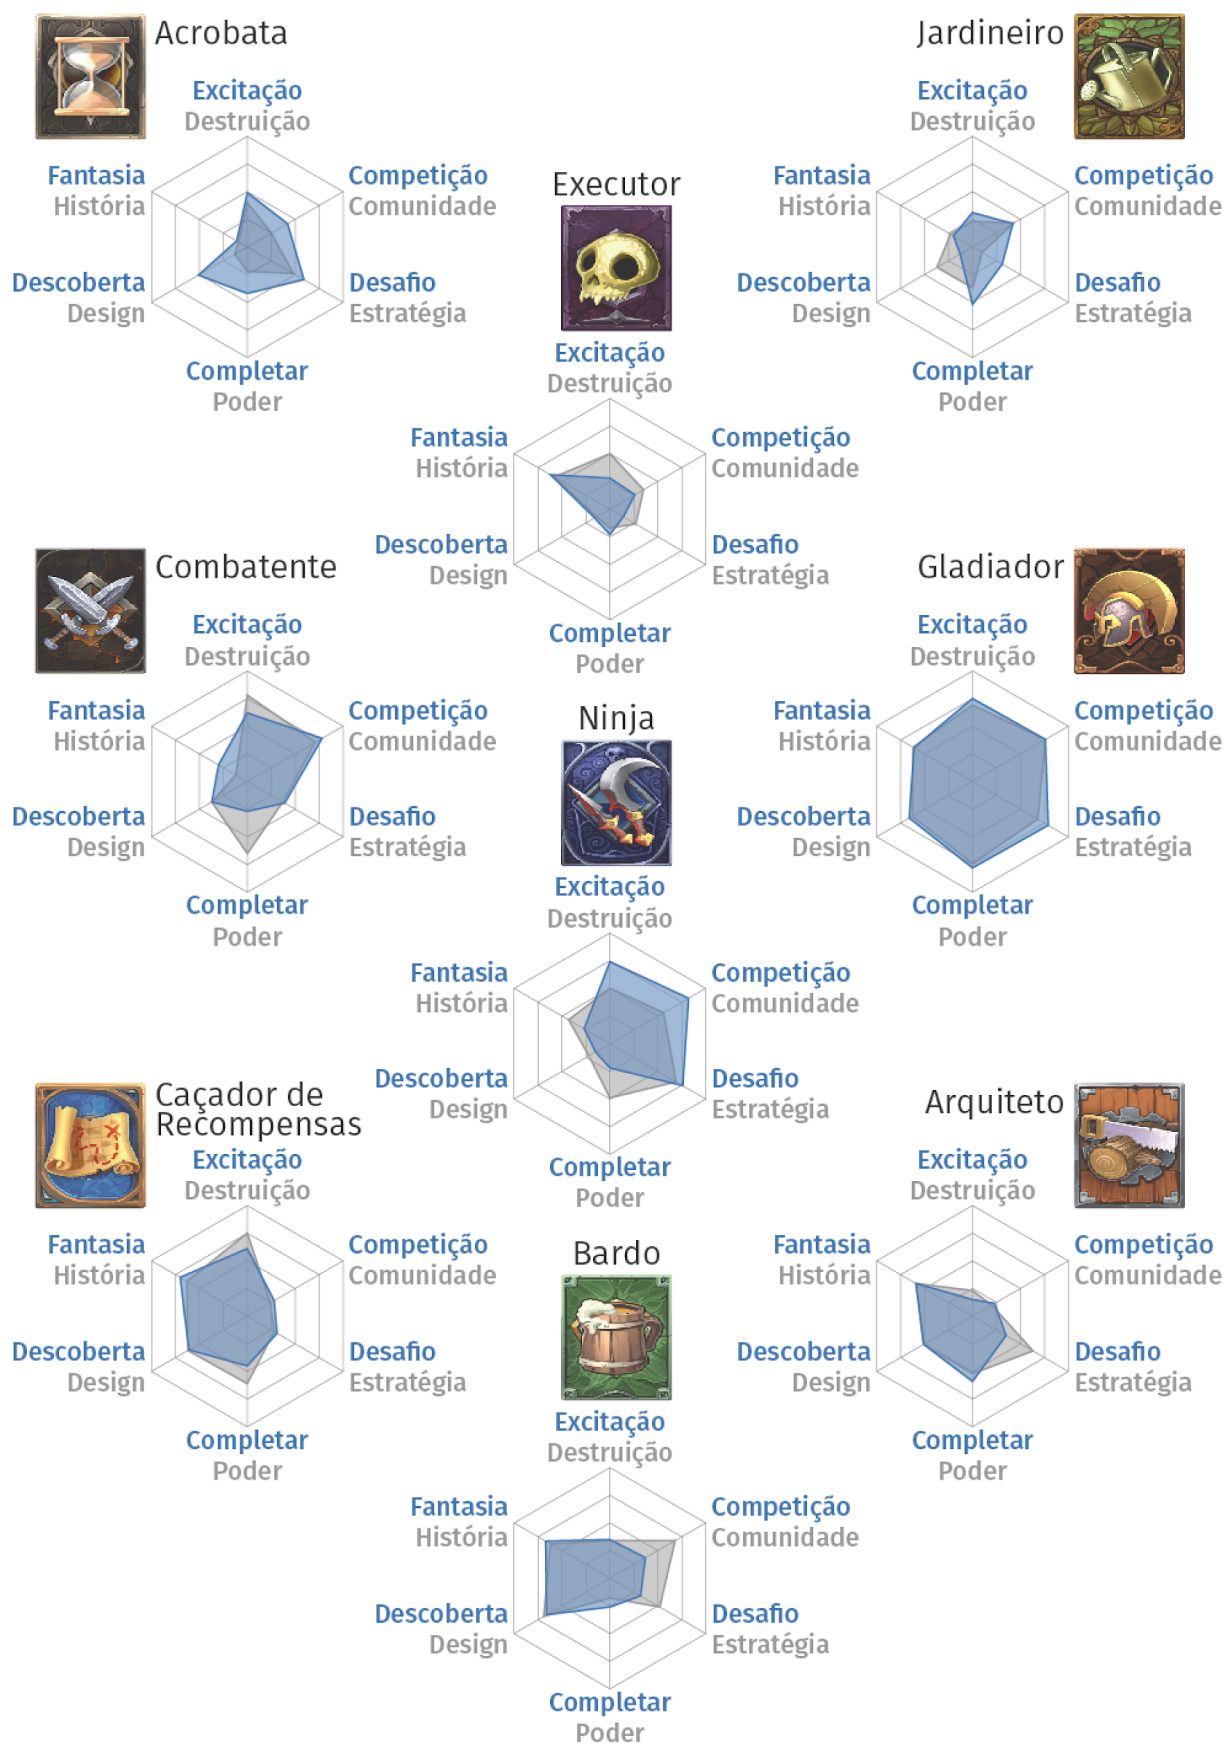 Acrobata
Excitação
Destruição
Fantasia
História
Competição
Comunidade
Descoberta
Design
Desafio
Estratégia
Completar
Poder
Jardineiro
Excitação
Destruição
Fantasia
História
Competição
Comunidade
Descoberta
Design
Desafio
Estratégia
Completar
Poder
Executor
Excitação
Destruição
Fantasia
História
Competição
Comunidade
Descoberta
Design
Desafio
Estratégia
Completar
Poder
Combatente
Excitação
Destruição
Fantasia
História
Competição
Comunidade
Descoberta
Design
Desafio
Estratégia
Completar
Poder
Gladiador
Excitação
Destruição
Fantasia
História
Competição
Comunidade
Descoberta
Design
Desafio
Estratégia
Completar
Poder
Ninja
Excitação
Destruição
Fantasia
História
Competição
Comunidade
Descoberta
Design
Desafio
Estratégia
Completar
Poder
Caçador de
Recompensas
Excitação
Destruição
Fantasia
História
Competição
Comunidade
Descoberta
Design
Desafio
Estratégia
Completar
Poder
Arquiteto
Excitação
Destruição
Fantasia
História
Competição
Comunidade
Descoberta
Design
Desafio
Estratégia
Completar
Poder
Bardo
Excitação
Destruição
Fantasia
História
Competição
Comunidade
Descoberta
Design
Desafio
Estratégia
Completar
Poder